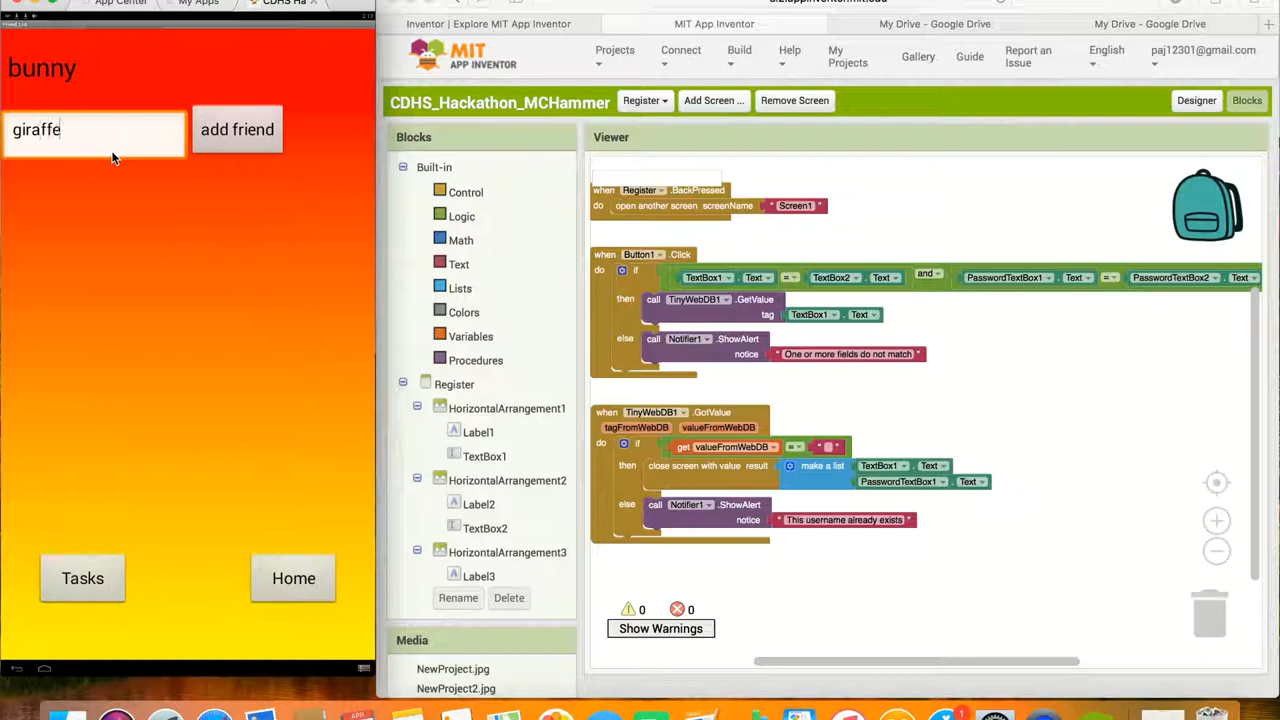 App Center
My Apps
CDHS Ha
2:13
Friend_List
bunny
giraffe
add friend
Tasks
Home
Inventor | Explore MIT App Inventor
MIT App Inventor
My Drive - Google Drive
My Drive - Google Drive
MIT
APP INVENTOR
Projects
Connect
Build
Help
My Projects
Gallery
Guide
Report an Issue
English
paj12301@gmail.com
CDHS_Hackathon_MCHammer
Register
Add Screen ...
Remove Screen
Designer
Blocks
Blocks
Built-in
Control
Logic
Math
Text
Lists
Colors
Variables
Procedures
Register
HorizontalArrangement1
Label1
TextBox1
HorizontalArrangement2
Label2
TextBox2
HorizontalArrangement3
Label3
Rename
Delete
Media
NewProject.jpg
NewProject2.jpg
Viewer
when Register .BackPressed
do open another screen screenName " Screen1 "
when Button1 .Click
do if TextBox1 . Text = TextBox2 . Text and PasswordTextBox1 . Text = PasswordTextBox2 . Text
then call TinyWebDB1 .GetValue
tag TextBox1 . Text
else call Notifier1 .ShowAlert
notice " One or more fields do not match "
when TinyWebDB1 .GotValue
tagFromWebDB valueFromWebDB
do if get valueFromWebDB = " "
then close screen with value result make a list TextBox1 . Text
PasswordTextBox1 . Text
else call Notifier1 .ShowAlert
notice " This username already exists "
0
0
Show Warnings
APR
1